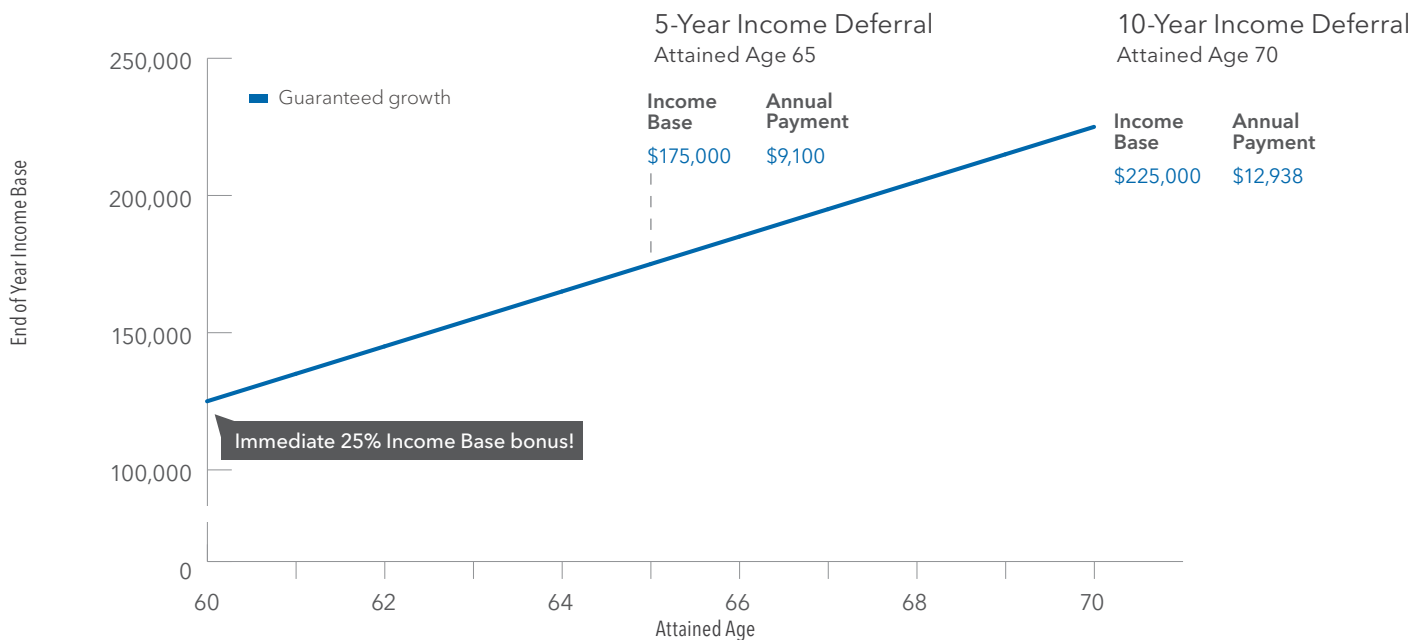 5-Year Income Deferral
Attained Age 65
10-Year Income Deferral
Attained Age 70
250,000
Guaranteed growth
Income Base
Annual Payment
$175,000
$9,100
Income Base
Annual Payment
$225,000
$12,938
End of Year Income Base
200,000
150,000
Immediate 25% Income Base bonus!
100,000
0
60
62
64
66
68
70
Attained Age